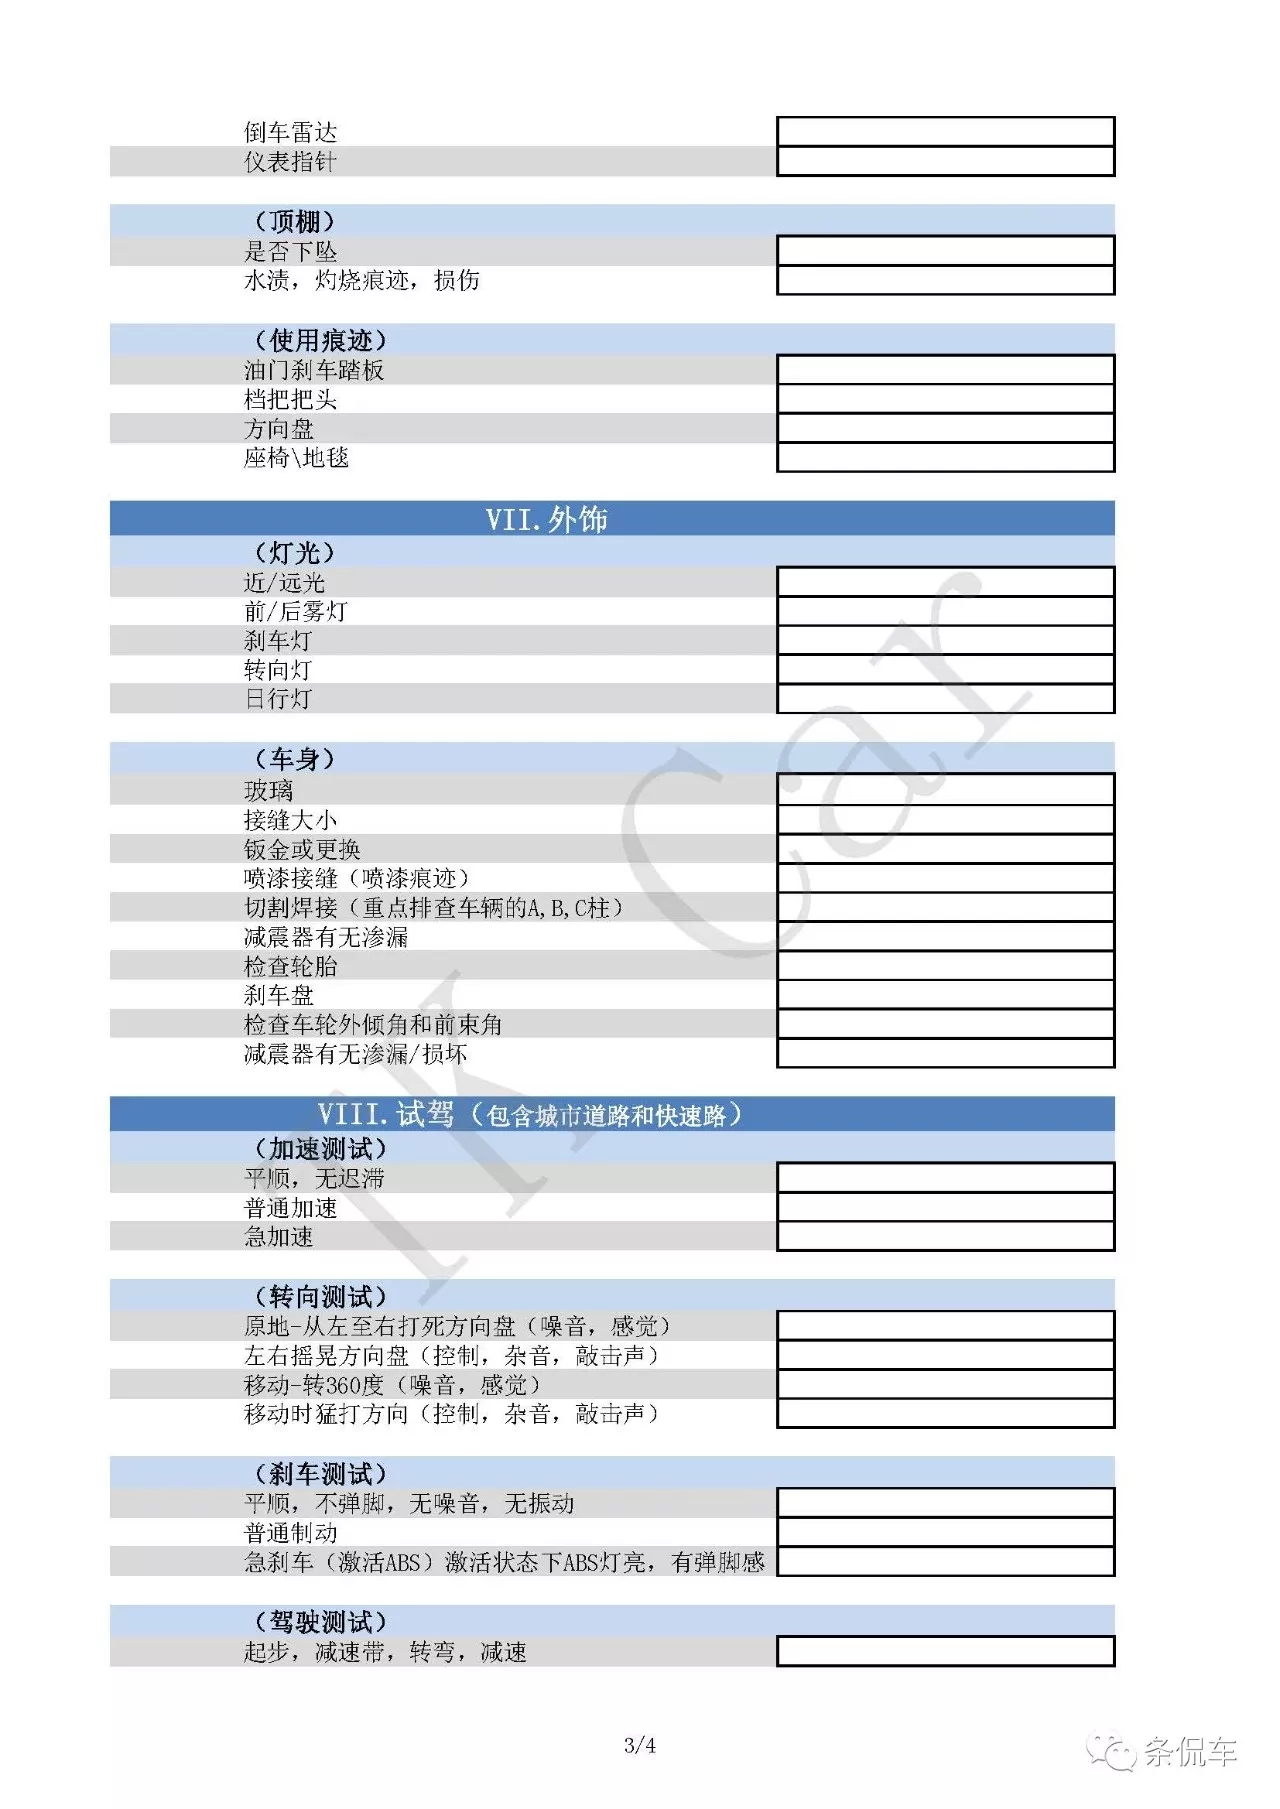 倒车雷达
仪表指针
（顶棚）
是否下坠
水渍，灼烧痕迹，损伤
（使用痕迹）
油门刹车踏板
档把把头
方向盘
座椅\地毯
VII.外饰
（灯光）
近/远光
前/后雾灯
刹车灯
转向灯
日行灯
（车身）
玻璃
接缝大小
钣金或更换
喷漆接缝（喷漆痕迹）
切割焊接（重点排查车辆的A,B,C柱）
减震器有无渗漏
检查轮胎
刹车盘
检查车轮外倾角和前束角
减震器有无渗漏/损坏
VIII.试驾（包含城市道路和快速路）
（加速测试）
平顺，无迟滞
普通加速
急加速
（转向测试）
原地-从左至右打死方向盘（噪音，感觉）
左右摇晃方向盘（控制，杂音，敲击声）
移动-转360度（噪音，感觉）
移动时猛打方向（控制，杂音，敲击声）
（刹车测试）
平顺，不弹脚，无噪音，无振动
普通制动
急刹车（激活ABS）激活状态下ABS灯亮，有弹脚感
（驾驶测试）
起步，减速带，转弯，减速
3/4
条侃车